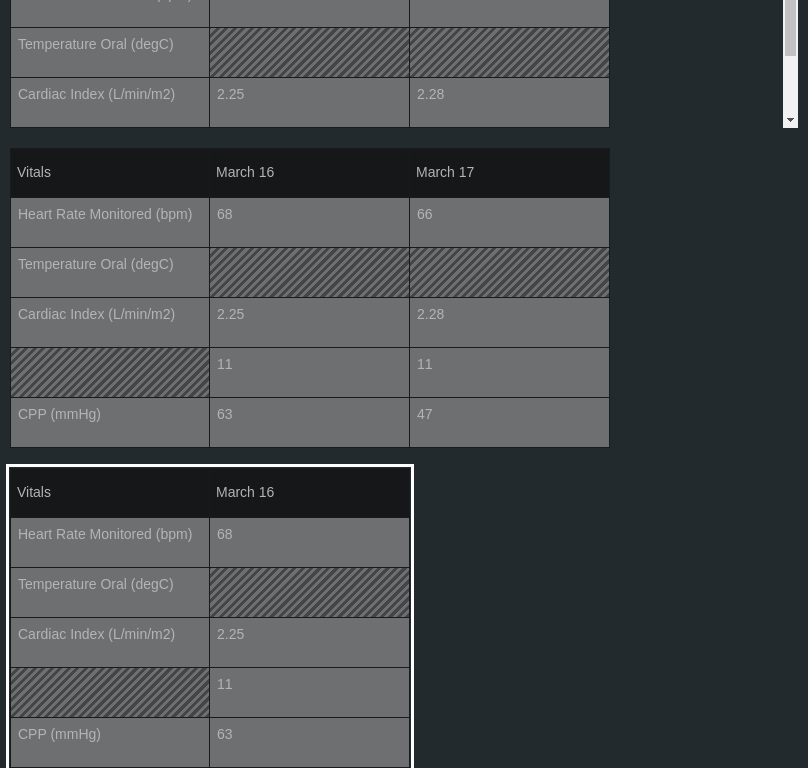 Temperature Oral (degC)
Cardiac Index (L/min/m2) 2.25 2.28
Vitals March 16 March 17
Heart Rate Monitored (bpm) 68 66
Temperature Oral (degC)
Cardiac Index (L/min/m2) 2.25 2.28
11 11
CPP (mmHg) 63 47
Vitals March 16
Heart Rate Monitored (bpm) 68
Temperature Oral (degC)
Cardiac Index (L/min/m2) 2.25
11
CPP (mmHg) 63